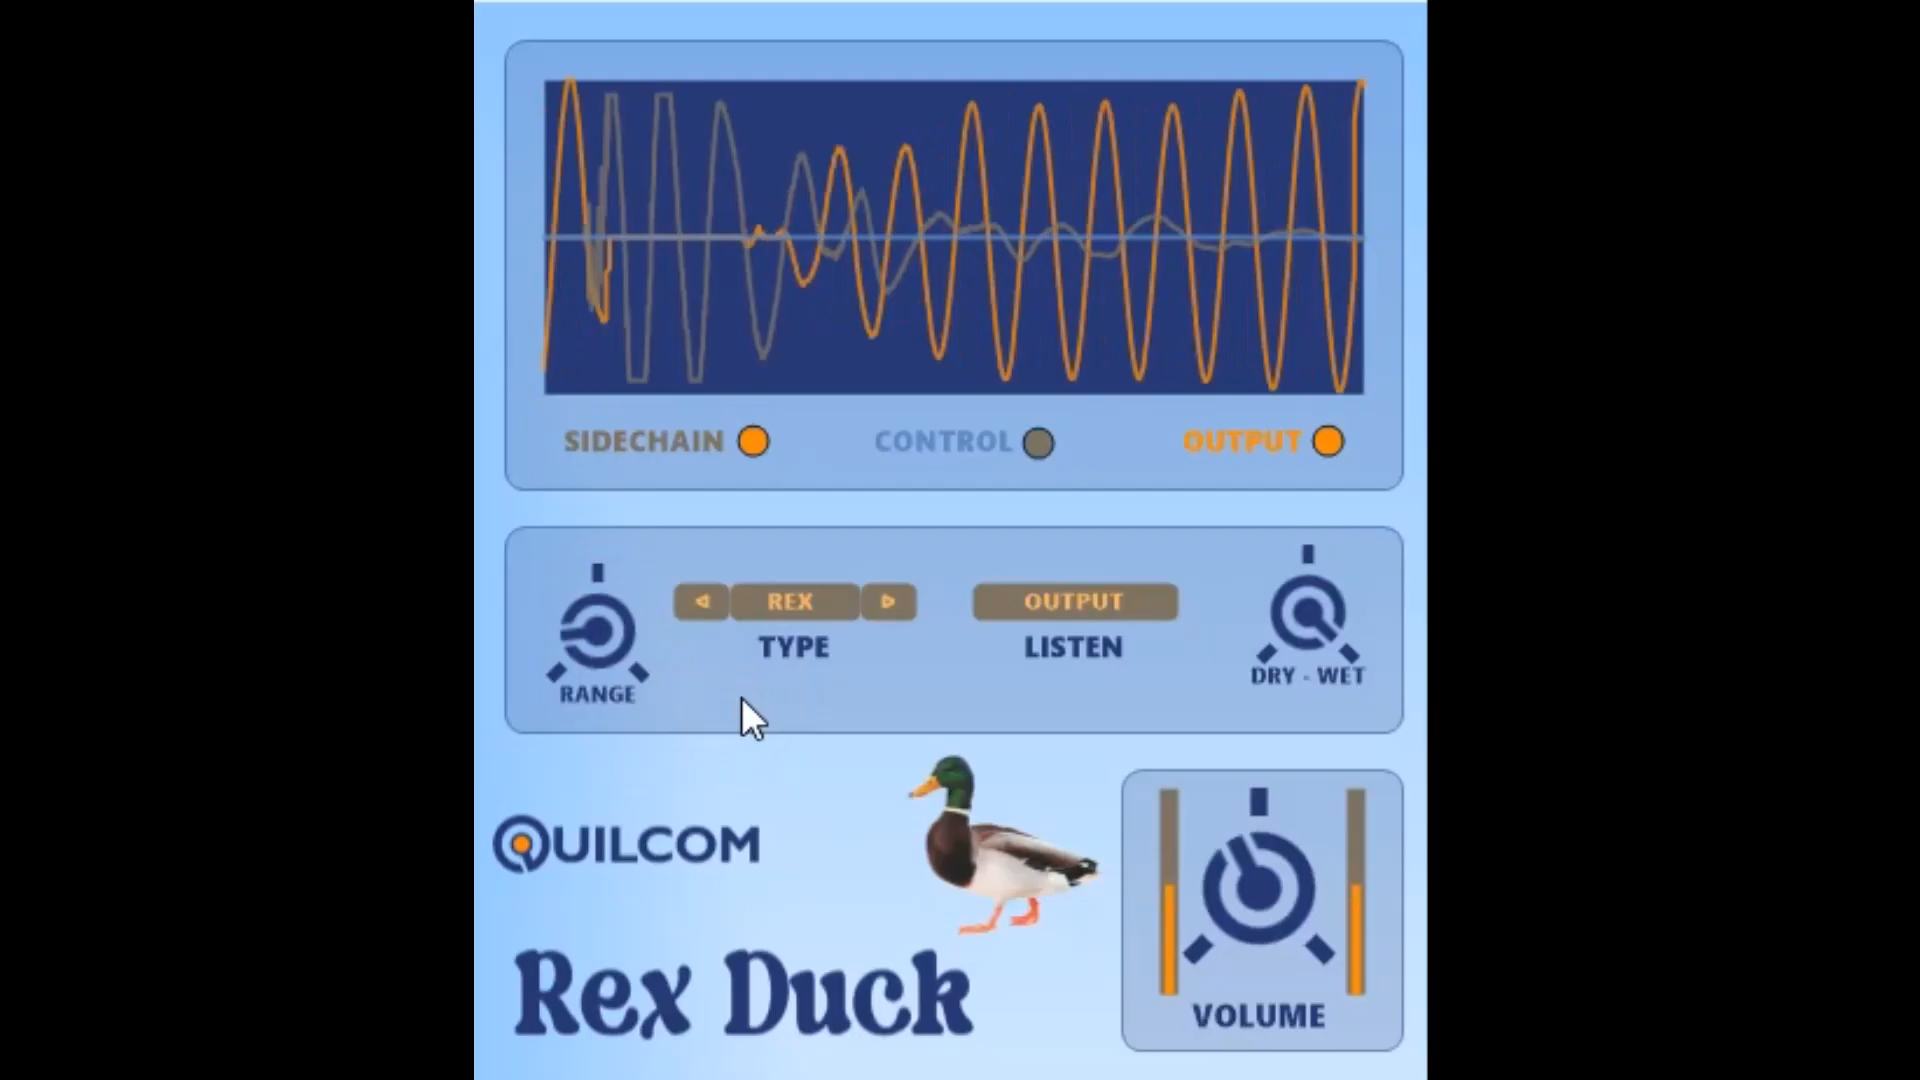 SIDECHAIN
CONTROL
OUTPUT
REX
OUTPUT
TYPE
LISTEN
RANGE
DRY - WET
QUILCOM
Rex Duck
VOLUME